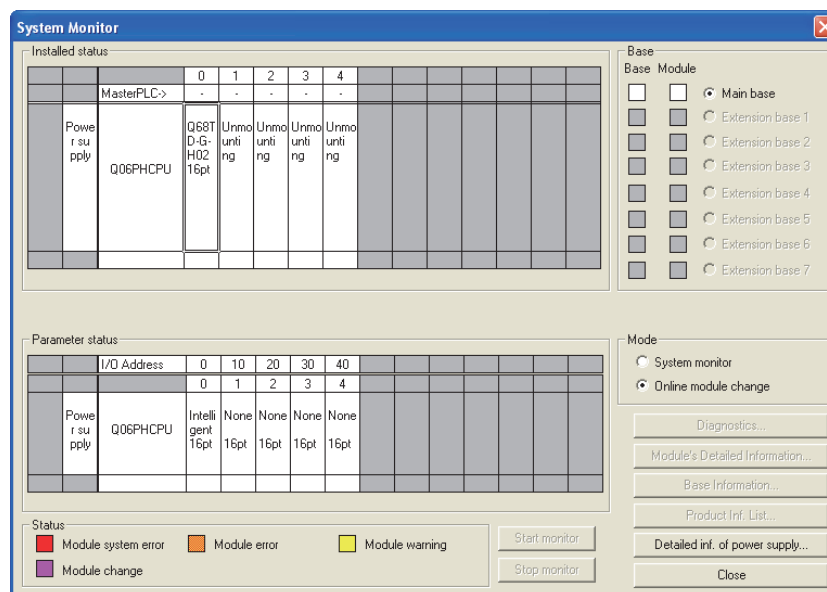 System Monitor
Installed status
0 1 2 3 4
MasterPLC-> - - - - -
Powe
r su
pply
Q06PHCPU
Q68T
D-G-
H02
16pt
Unmo
unti
ng
Unmo
unti
ng
Unmo
unti
ng
Unmo
unti
ng
Base
Base Module
Main base
Extension base 1
Extension base 2
Extension base 3
Extension base 4
Extension base 5
Extension base 6
Extension base 7
Parameter status
I/O Address 0 10 20 30 40
0 1 2 3 4
Powe
r su
pply
Q06PHCPU
Intelli
gent
16pt
None
16pt
None
16pt
None
16pt
None
16pt
Mode
System monitor
Online module change
Diagnostics...
Module's Detailed Information...
Base Information...
Product Inf. List...
Detailed inf. of power supply...
Close
Status
Module system error
Module error
Module warning
Module change
Start monitor
Stop monitor